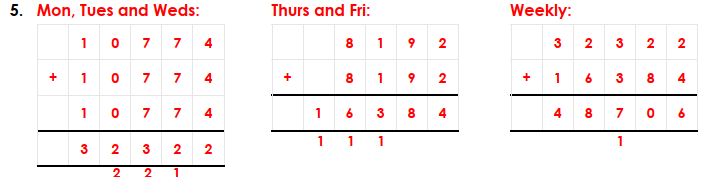 5. Mon, Tues and Weds: Thurs and Fri: Weekly:
1 0 7 7 4 8 1 9 2 3 2 3 2 2
+ 1 0 7 7 4 + 8 1 9 2 + 1 6 3 8 4
1 0 7 7 4 1 6 3 8 4 4 8 7 0 6
3 2 3 2 2 1 1 1 1
2 2 1